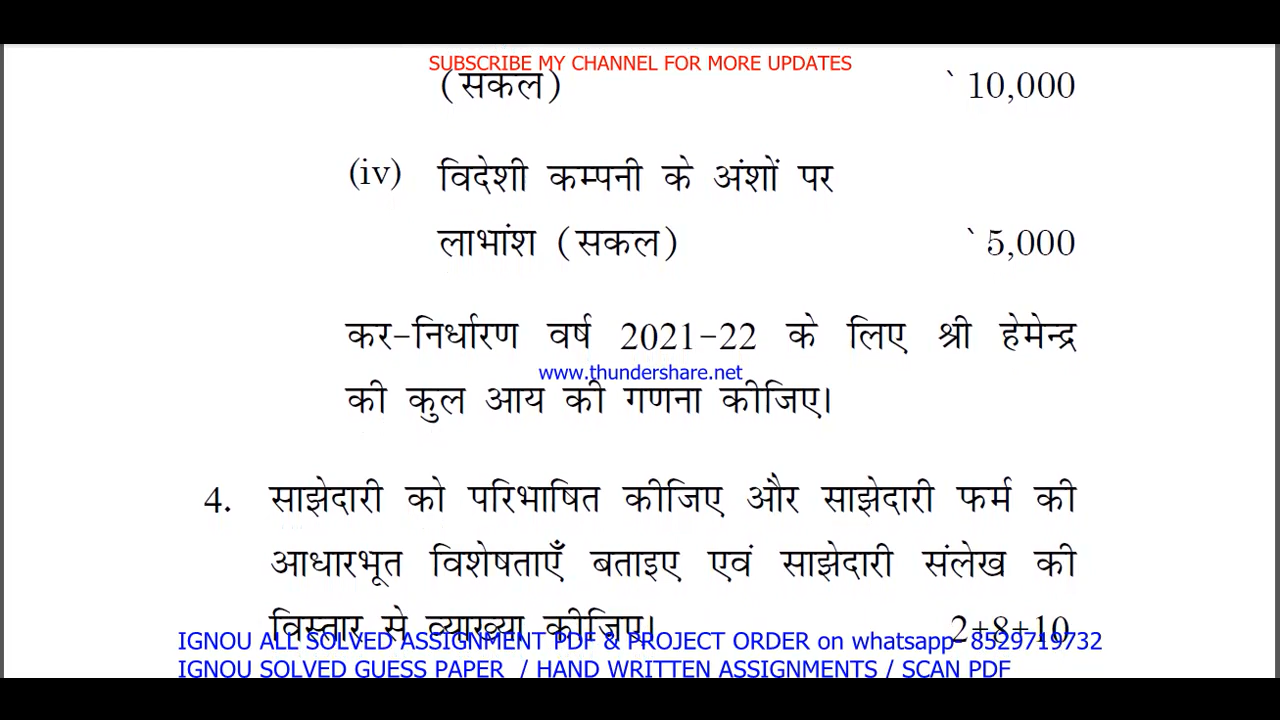 SUBSCRIBE MY CHANNEL FOR MORE UPDATES
(सकल) ` 10,000
(iv) विदेशी कम्पनी के अंशों पर
लाभांश (सकल) ` 5,000
कर-निर्धारण वर्ष 2021-22 के लिए श्री हेमेन्द्र
www.thundershare.net
की कुल आय की गणना कीजिए।
4. साझेदारी को परिभाषित कीजिए और साझेदारी फर्म की
आधारभूत विशेषताएँ बताइए एवं साझेदारी संलेख की
विस्तार से व्याख्या कीजिए। 2+8+10
IGNOU ALL SOLVED ASSIGNMENT PDF & PROJECT ORDER on whatsapp- 8529719732
IGNOU SOLVED GUESS PAPER / HAND WRITTEN ASSIGNMENTS / SCAN PDF